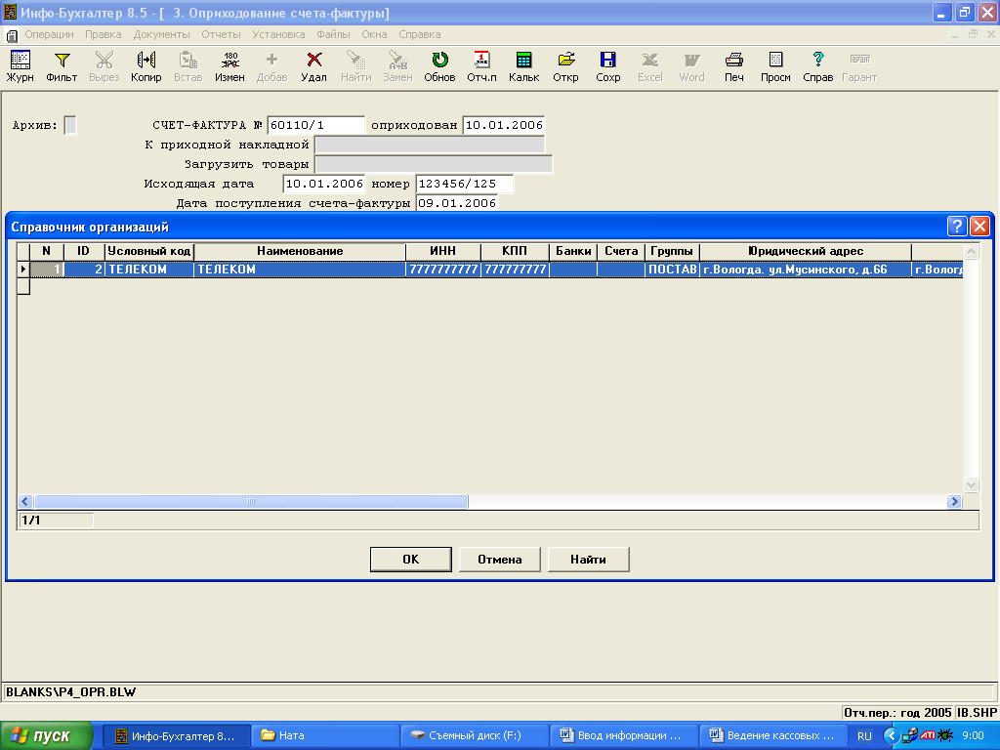 Инфо-Бухгалтер 8.5 - [ 3. Оприходование счета-фактуры]
Операции Правка Документы Отчеты Установка Файлы Окна Справка
Журн Фильт Вырез Копир Встав Измен Добав Удал Найти Замен Обнов Отч.п Кальк Откр Сохр Excel Word Печ Просм Справ Гарант
Архив: СЧЕТ-ФАКТУРА № 60110/1 оприходован 10.01.2006
К приходной накладной
Загрузить товары
Исходящая дата 10.01.2006 номер 123456/125
Дата поступления счета-фактуры 09.01.2006
Справочник организаций
N ID Условный код Наименование ИНН КПП Банки Счета Группы Юридический адрес
1 2 ТЕЛЕКОМ ТЕЛЕКОМ 7777777777 777777777 ПОСТАВ г.Вологда. ул.Мусинского, д.66 г.Волог
1/1
OK Отмена Найти
BLANKS\P4_OPR.BLW
Отч.пер.: год 2005 IB.SHP
пуск Инфо-Бухгалтер 8... Ната Съемный диск (F:) Ввод информации ... Ведение кассовых ... RU 9:00